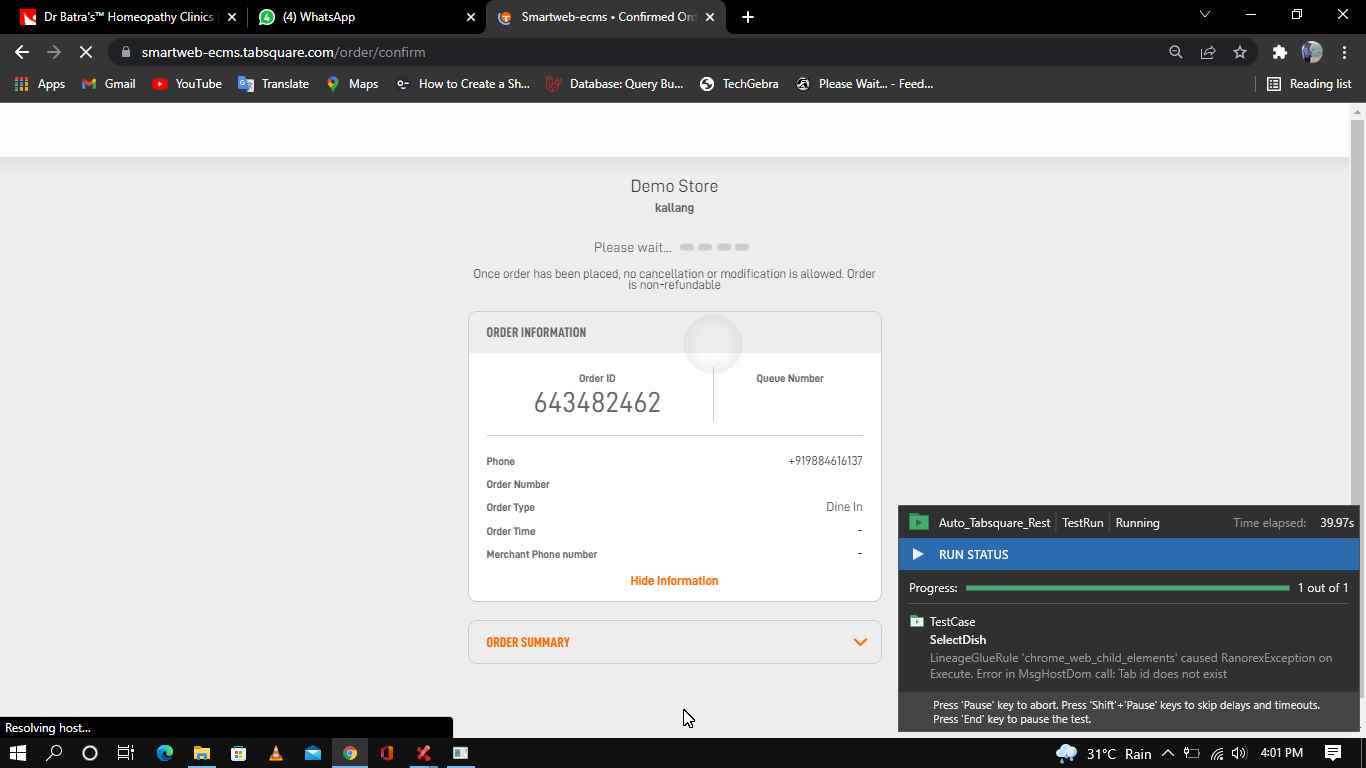 Dr Batra's™ Homeopathy Clinics
(4) WhatsApp
Smartweb-ecms • Confirmed Ord
smartweb-ecms.tabsquare.com/order/confirm
Apps
Gmail
YouTube
Translate
Maps
How to Create a Sh...
Database: Query Bu...
TechGebra
Please Wait... - Feed...
Reading list
Demo Store
kallang
Please wait...
Once order has been placed, no cancellation or modification is allowed. Order
is non-refundable
ORDER INFORMATION
Order ID
Queue Number
643482462
Phone +919884616137
Order Number
Order Type Dine In
Order Time -
Merchant Phone number -
Hide Information
ORDER SUMMARY
Auto_Tabsquare_Rest TestRun Running Time elapsed: 39.97s
RUN STATUS
Progress: 1 out of 1
TestCase
SelectDish
LineageGlueRule 'chrome_web_child_elements' caused RanorexException on
Execute. Error in MsgHostDom call: Tab id does not exist
Press 'Pause' key to abort. Press 'Shift'+'Pause' keys to skip delays and timeouts.
Press 'End' key to pause the test.
Resolving host...
31°C Rain
4:01 PM